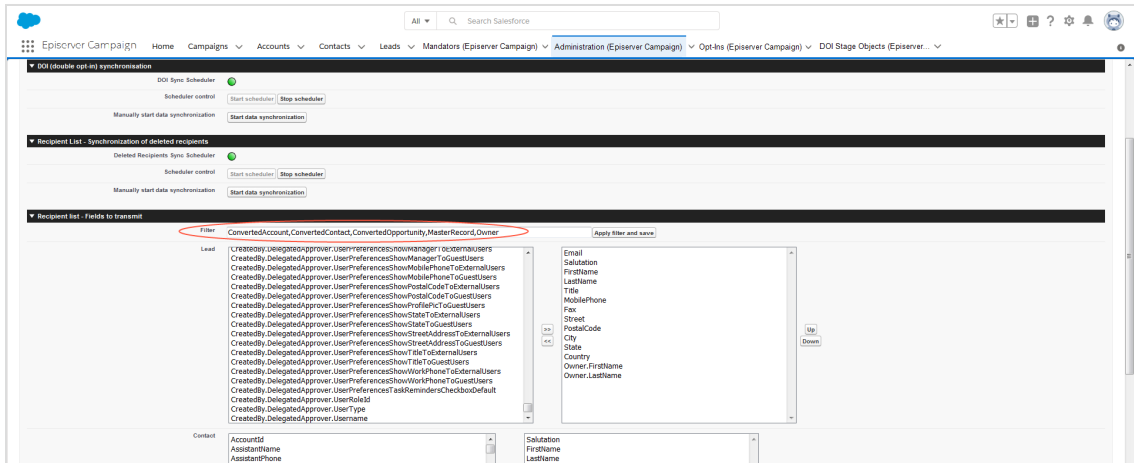 All
Search Salesforce
Episerver Campaign
Home Campaigns Accounts Contacts Leads Mandators (Episerver Campaign) Administration (Episerver Campaign) Opt-Ins (Episerver Campaign) DOI Stage Objects (Episerver...
DOI (double opt-in) synchronisation
DOI Sync Scheduler
Scheduler control Start scheduler Stop scheduler
Manually start data synchronization Start data synchronization
Recipient List - Synchronization of deleted recipients
Deleted Recipients Sync Scheduler
Scheduler control Start scheduler Stop scheduler
Manually start data synchronization Start data synchronization
Recipient list - Fields to transmit
Filter ConvertedAccount,ConvertedContact,ConvertedOpportunity,MasterRecord,Owner Apply filter and save
Lead
CreatedBy.DelegatedApprover.UserPreferencesShowManagerToExternalUsers
CreatedBy.DelegatedApprover.UserPreferencesShowManagerToGuestUsers
CreatedBy.DelegatedApprover.UserPreferencesShowMobilePhoneToExternalUsers
CreatedBy.DelegatedApprover.UserPreferencesShowMobilePhoneToGuestUsers
CreatedBy.DelegatedApprover.UserPreferencesShowPostalCodeToExternalUsers
CreatedBy.DelegatedApprover.UserPreferencesShowPostalCodeToGuestUsers
CreatedBy.DelegatedApprover.UserPreferencesShowProfilePicToGuestUsers
CreatedBy.DelegatedApprover.UserPreferencesShowStateToExternalUsers
CreatedBy.DelegatedApprover.UserPreferencesShowStateToGuestUsers
CreatedBy.DelegatedApprover.UserPreferencesShowStreetAddressToExternalUsers
CreatedBy.DelegatedApprover.UserPreferencesShowStreetAddressToGuestUsers
CreatedBy.DelegatedApprover.UserPreferencesShowTitleToExternalUsers
CreatedBy.DelegatedApprover.UserPreferencesShowTitleToGuestUsers
CreatedBy.DelegatedApprover.UserPreferencesShowWorkPhoneToExternalUsers
CreatedBy.DelegatedApprover.UserPreferencesShowWorkPhoneToGuestUsers
CreatedBy.DelegatedApprover.UserPreferencesTaskRemindersCheckboxDefault
CreatedBy.DelegatedApprover.UserRoleId
CreatedBy.DelegatedApprover.UserType
CreatedBy.DelegatedApprover.Username
>>
<<
Email
Salutation
FirstName
LastName
Title
MobilePhone
Fax
Street
PostalCode
City
State
Country
Owner.FirstName
Owner.LastName
Up
Down
Contact
AccountId
AssistantName
AssistantPhone
Salutation
FirstName
LastName